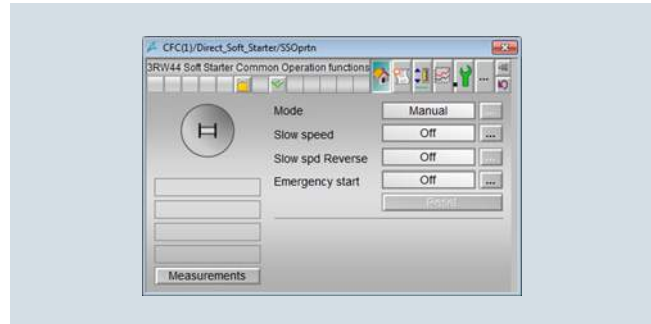 CFC(1)/Direct_Soft_Starter/SSOprtn
3RW44 Soft Starter Common Operation functions
...
Mode Manual ...
Slow speed Off ...
Slow spd Reverse Off ...
Emergency start Off ...
Reset
Measurements